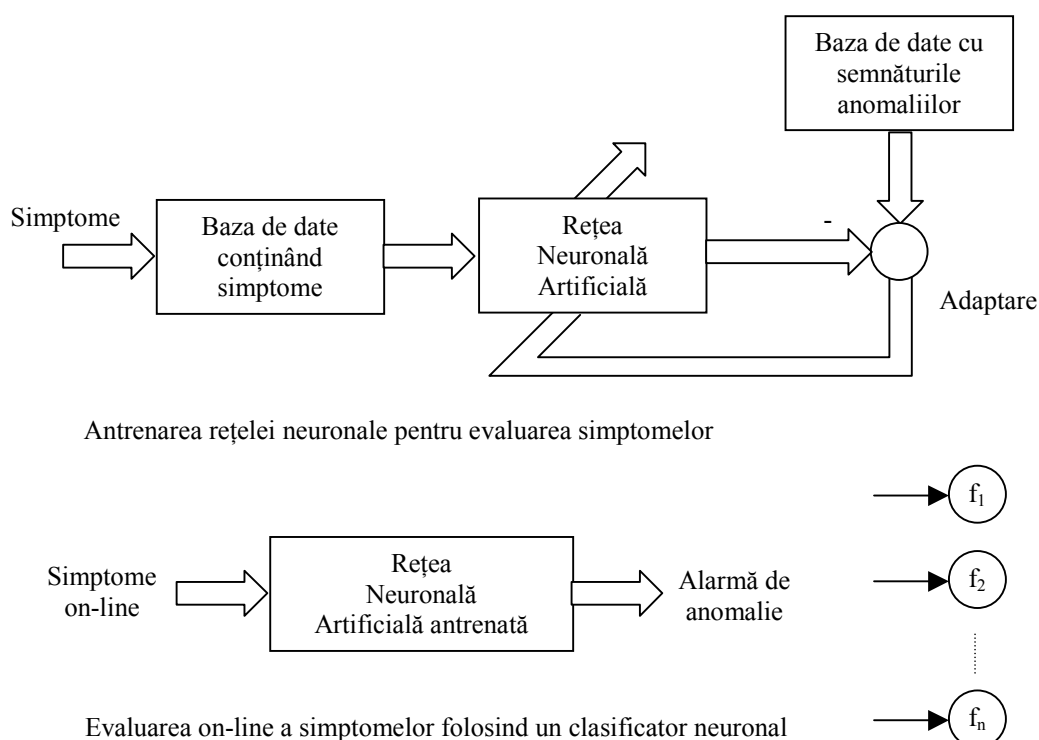 Baza de date cu
semnăturile
anomaliilor
Simptome
Baza de date
conținând
simptome
Rețea
Neuronală
Artificială
-
Adaptare
Antrenarea rețelei neuronale pentru evaluarea simptomelor
f1
Simptome
on-line
Rețea
Neuronală
Artificială antrenată
Alarmă de
anomalie
f2
Evaluarea on-line a simptomelor folosind un clasificator neuronal
fn